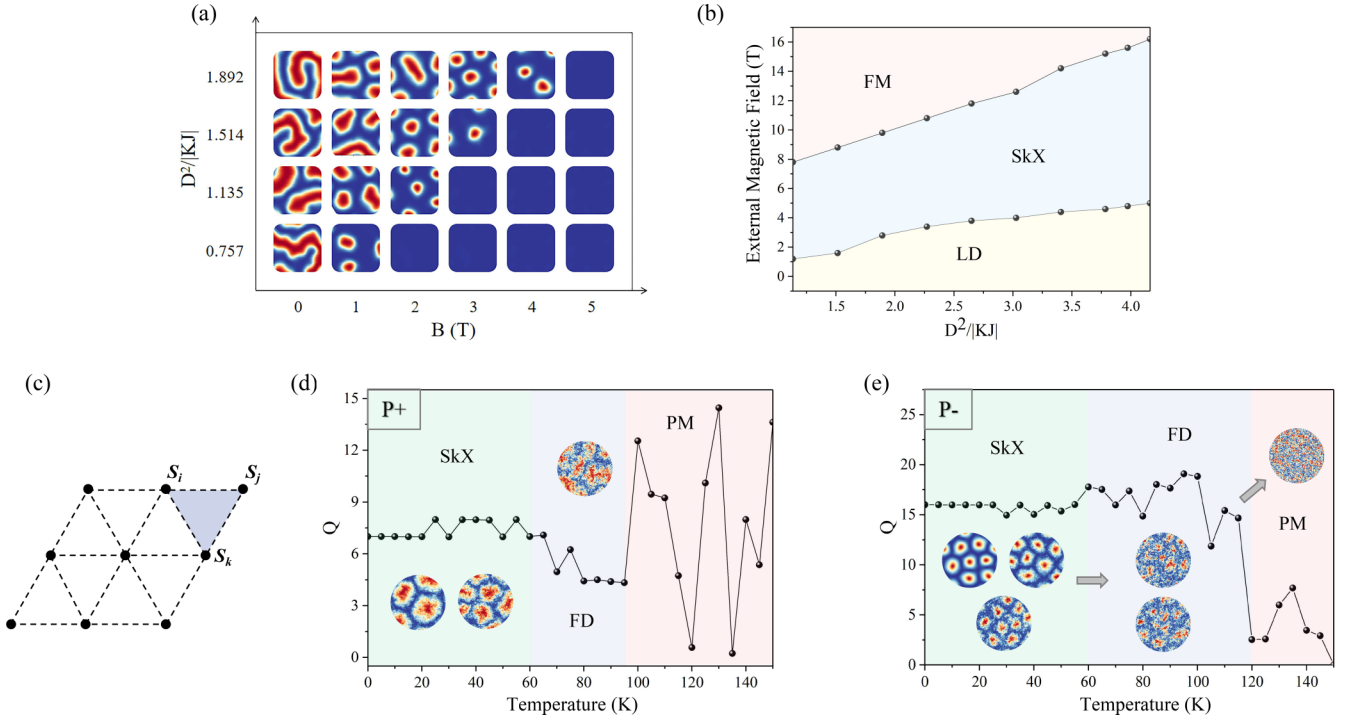 (a)
D²/|KJ|
1.892
1.514
1.135
0.757
0 1 2 3 4 5
B (T)
(b)
External Magnetic Field (T)
16
14
12
10
8
6
4
2
0
FM
SkX
LD
1.5 2.0 2.5 3.0 3.5 4.0
D²/|KJ|
(c)
S_i S_j
S_k
(d)
P+
Q
15
12
9
6
3
0
SkX
FD
PM
0 20 40 60 80 100 120 140
Temperature (K)
(e)
P-
Q
25
20
15
10
5
0
SkX
FD
PM
0 20 40 60 80 100 120 140
Temperature (K)